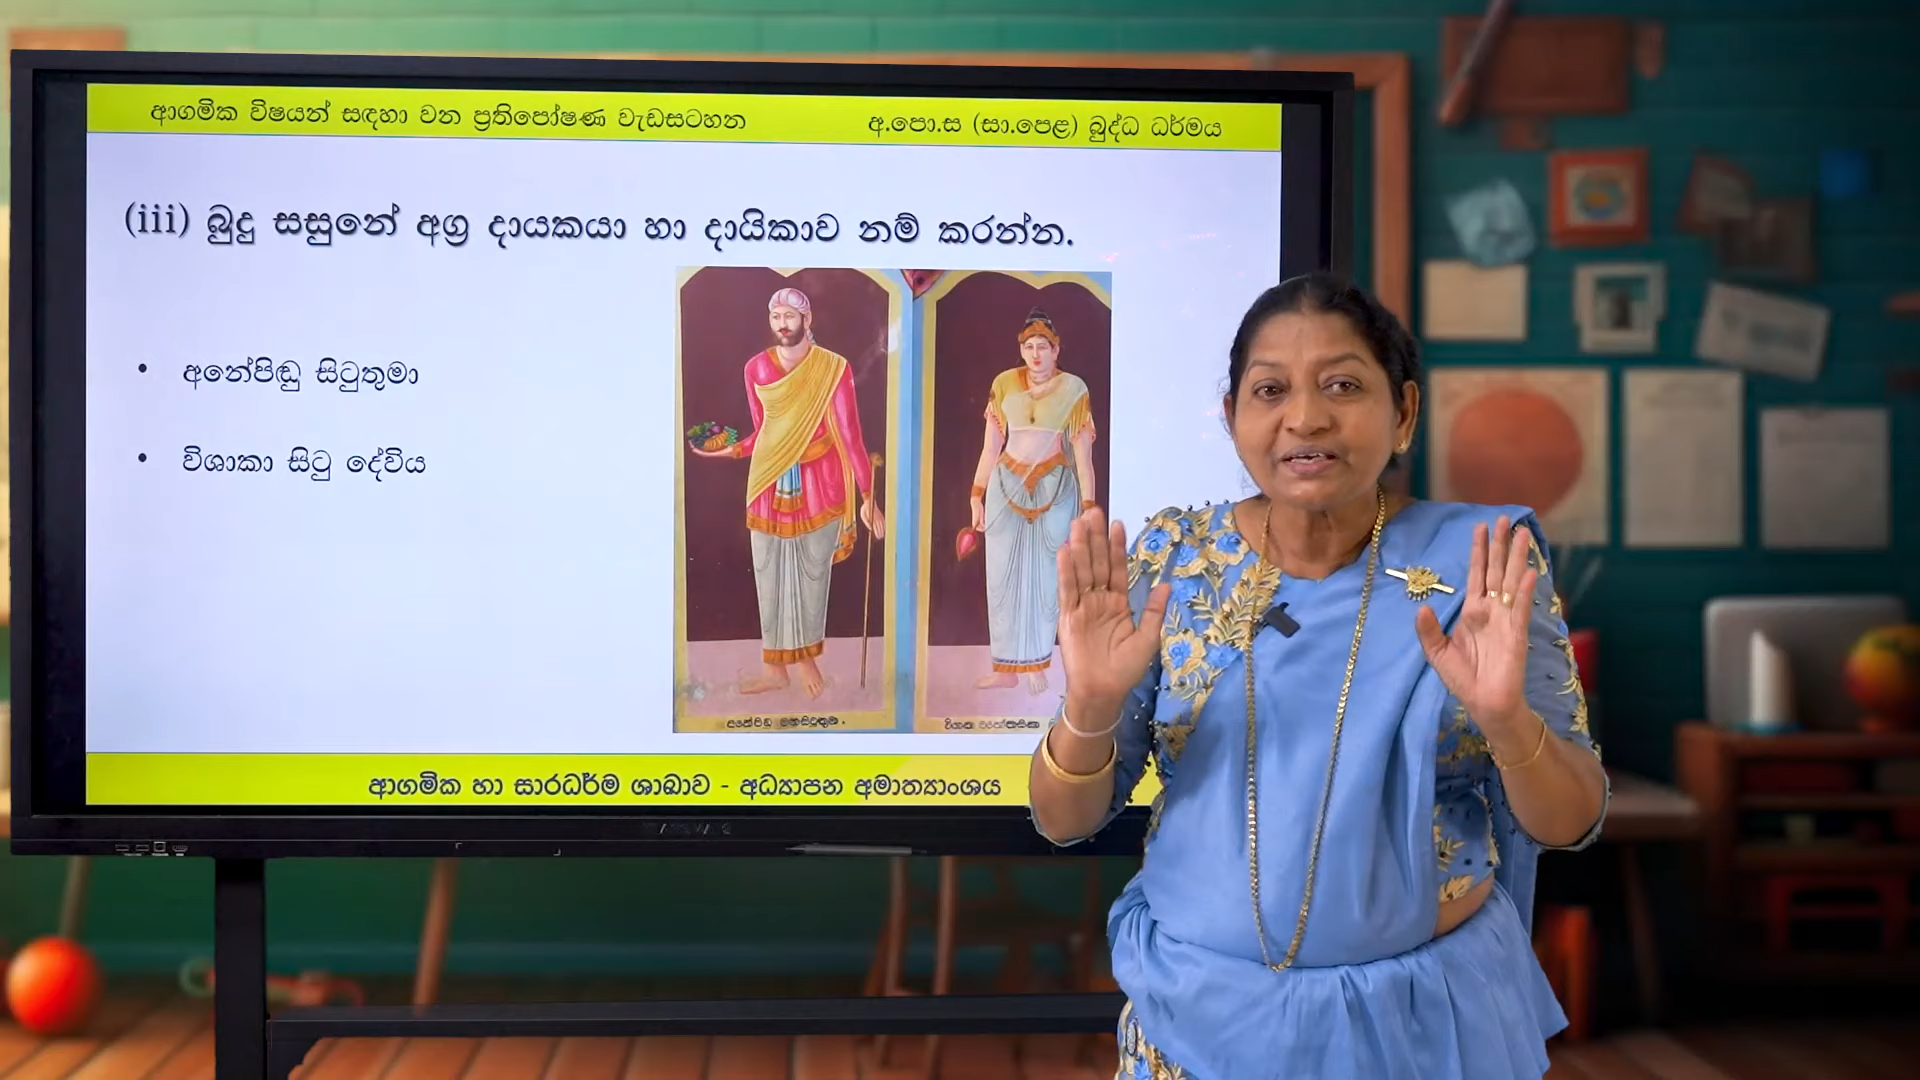 ආගමික විෂයන් සඳහා වන ප්‍රතිපෝෂණ වැඩසටහන
අ.පො.ස (සා.පෙළ) බුද්ධ ධර්මය
(iii) බුදු සසුනේ අග්‍ර දායකයා හා දායිකාව නම් කරන්න.
• අනේපිඬු සිටුතුමා
• විශාකා සිටු දේවිය
ආගමික හා සාරධර්ම ශාඛාව - අධ්‍යාපන අමාත්‍යාංශය